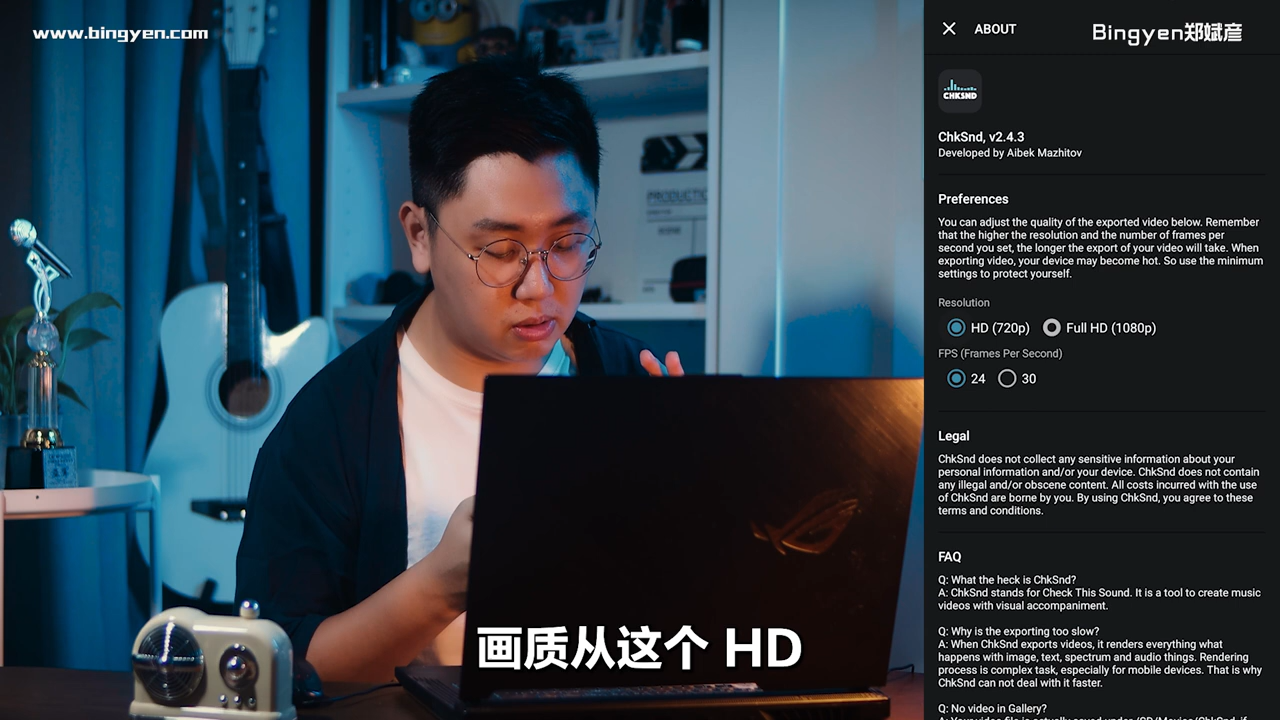 www.bingyen.com
PRODUCTION
SCENE
画质从这个 HD
ABOUT
Bingyen郑斌彦
CHKSND
ChkSnd, v2.4.3
Developed by Aibek Mazhitov
Preferences
You can adjust the quality of the exported video below. Remember
that the higher the resolution and the number of frames per
second you set, the longer the export of your video will take. When
exporting video, your device may become hot. So use the minimum
settings to protect yourself.
Resolution
HD (720p)
Full HD (1080p)
FPS (Frames Per Second)
24
30
Legal
ChkSnd does not collect any sensitive information about your
personal information and/or your device. ChkSnd does not contain
any illegal and/or obscene content. All costs incurred with the use
of ChkSnd are borne by you. By using ChkSnd, you agree to these
terms and conditions.
FAQ
Q: What the heck is ChkSnd?
A: ChkSnd stands for Check This Sound. It is a tool to create music
videos with visual accompaniment.
Q: Why is the exporting too slow?
A: When ChkSnd exports videos, it renders everything what
happens with image, text, spectrum and audio things. Rendering
process is complex task, especially for mobile devices. That is why
ChkSnd can not deal with it faster.
Q: No video in Gallery?